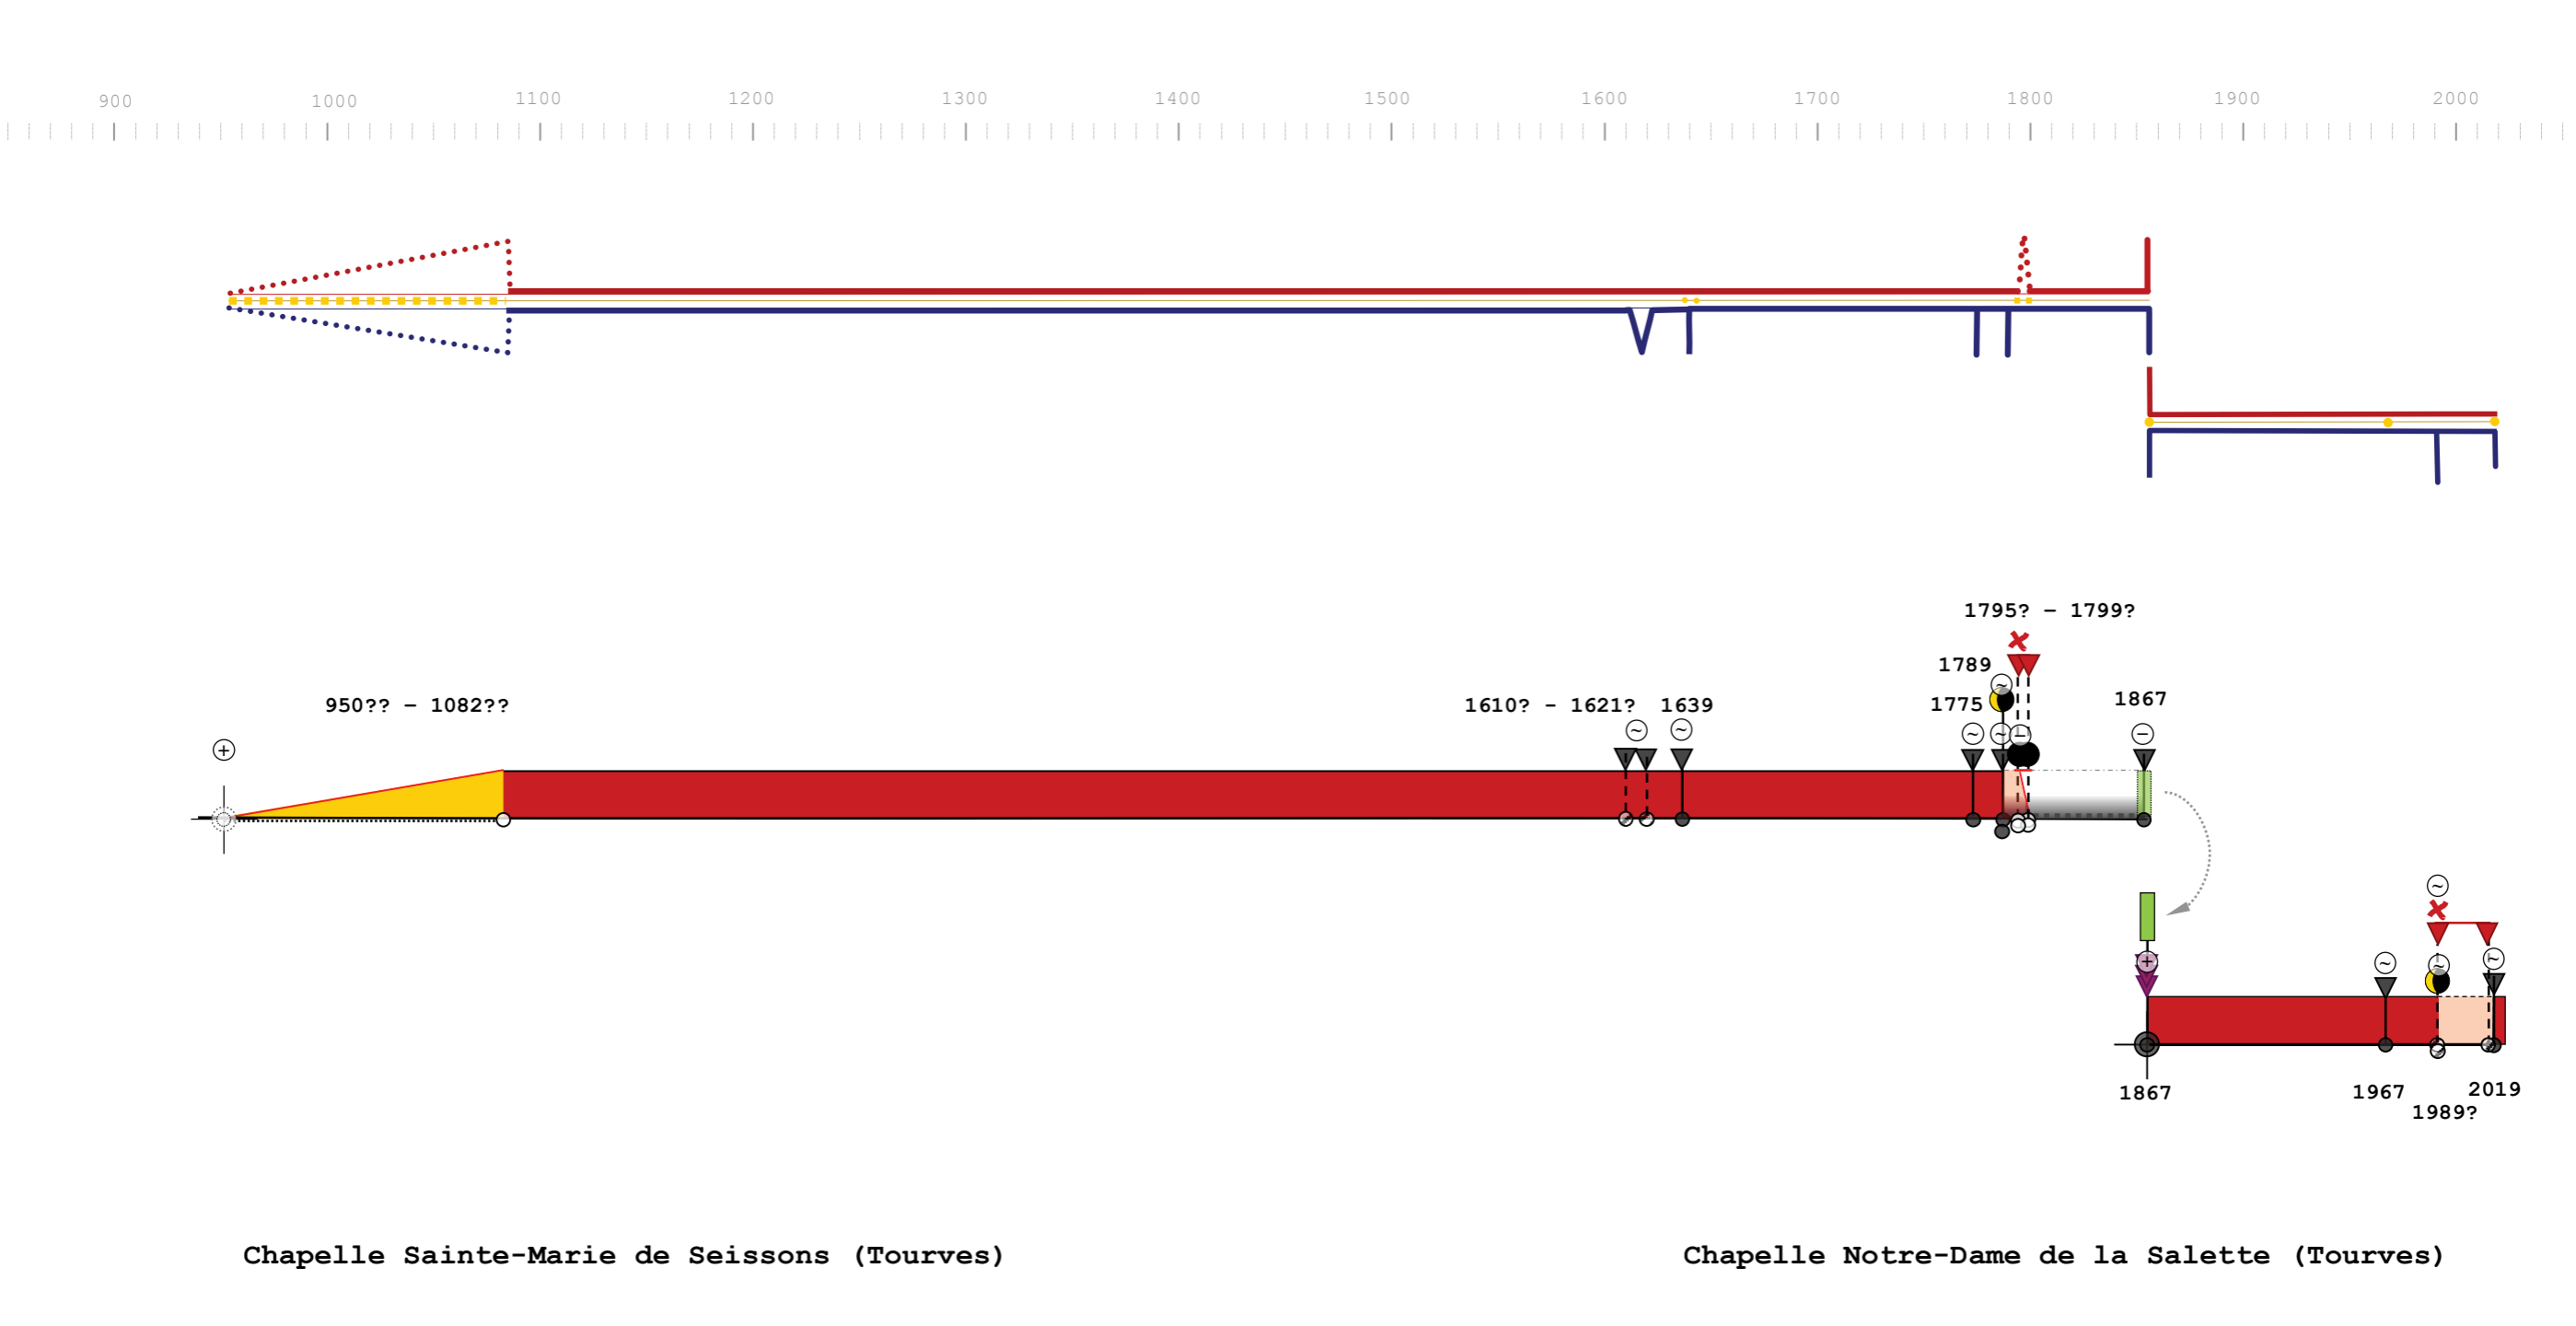 900 1000 1100 1200 1300 1400 1500 1600 1700 1800 1900 2000
1795? – 1799?
1789
950?? – 1082?? 1610? - 1621? 1639 1775 1867
+ ~ ~ ~ ~ ~ − −
~
+ ~ ~ ~
1867 1967 2019
1989?
Chapelle Sainte-Marie de Seissons (Tourves) Chapelle Notre-Dame de la Salette (Tourves)